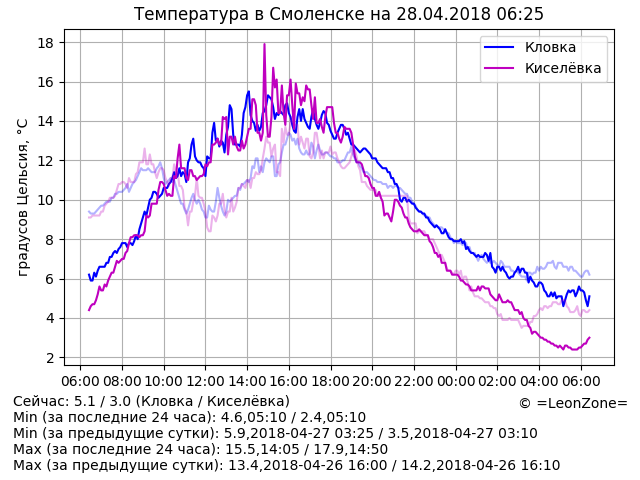 Температура в Смоленске на 28.04.2018 06:25
18
16
14
12
10
8
6
4
2
градусов Цельсия, °C
Кловка
Киселёвка
06:00 08:00 10:00 12:00 14:00 16:00 18:00 20:00 22:00 00:00 02:00 04:00 06:00
Сейчас: 5.1 / 3.0 (Кловка / Киселёвка)
© =LeonZone=
Min (за последние 24 часа): 4.6,05:10 / 2.4,05:10
Min (за предыдущие сутки): 5.9,2018-04-27 03:25 / 3.5,2018-04-27 03:10
Max (за последние 24 часа): 15.5,14:05 / 17.9,14:50
Max (за предыдущие сутки): 13.4,2018-04-26 16:00 / 14.2,2018-04-26 16:10